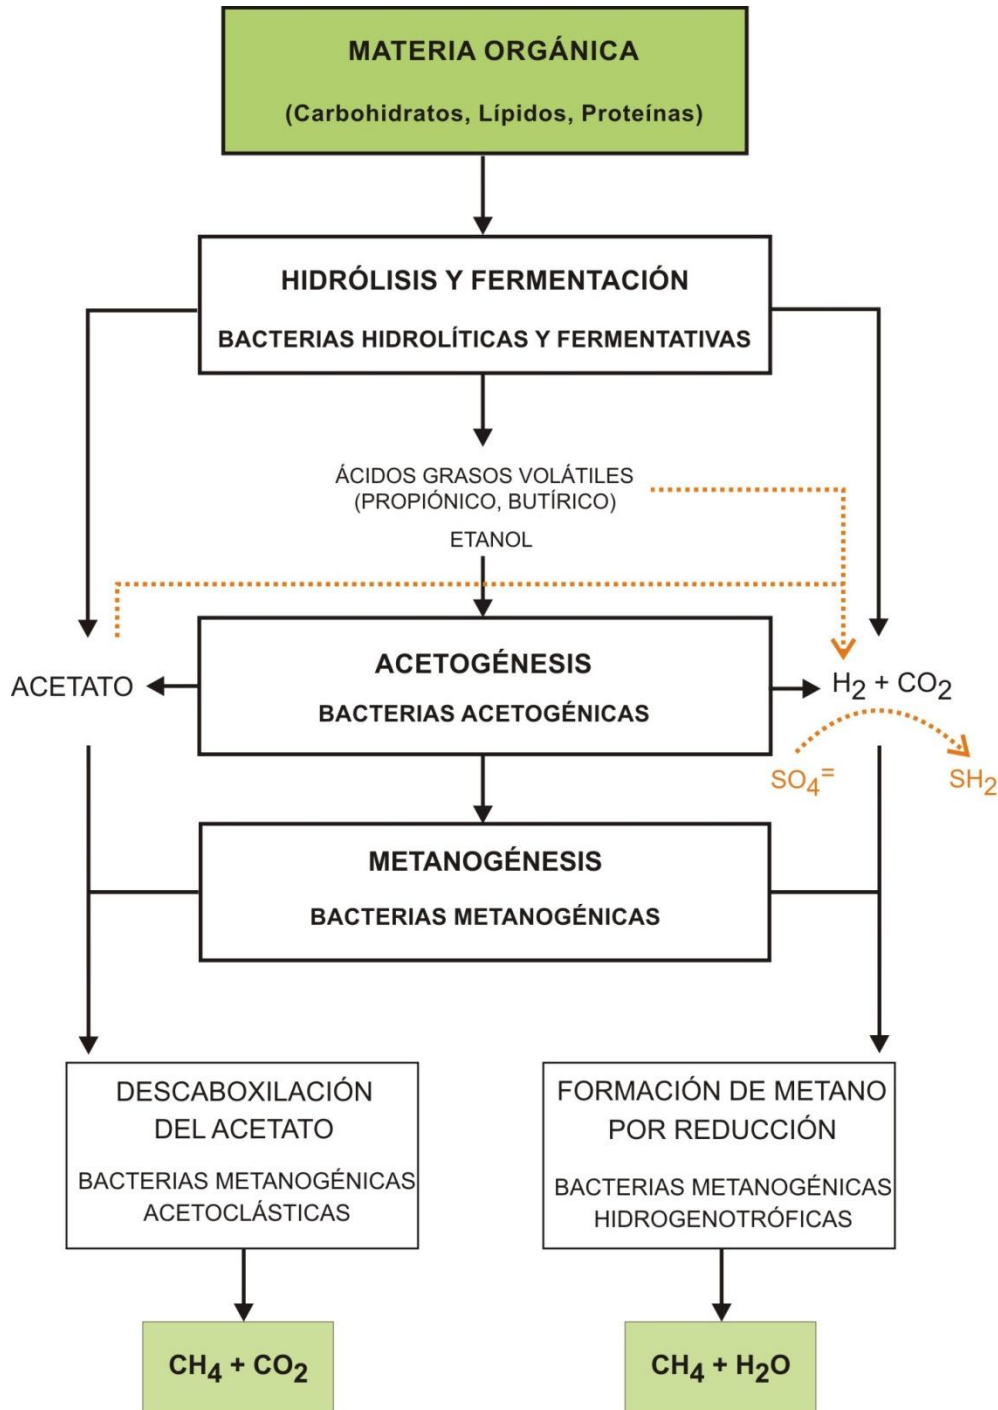 MATERIA ORGÁNICA
(Carbohidratos, Lípidos, Proteínas)
HIDRÓLISIS Y FERMENTACIÓN
BACTERIAS HIDROLÍTICAS Y FERMENTATIVAS
ÁCIDOS GRASOS VOLÁTILES
(PROPIÓNICO, BUTÍRICO)
ETANOL
ACETATO
ACETOGÉNESIS
BACTERIAS ACETOGÉNICAS
H₂ + CO₂
SO₄⁼
SH₂
METANOGÉNESIS
BACTERIAS METANOGÉNICAS
DESCABOXILACIÓN
DEL ACETATO
BACTERIAS METANOGÉNICAS
ACETOCLÁSTICAS
FORMACIÓN DE METANO
POR REDUCCIÓN
BACTERIAS METANOGÉNICAS
HIDROGENOTRÓFICAS
CH₄ + CO₂
CH₄ + H₂O